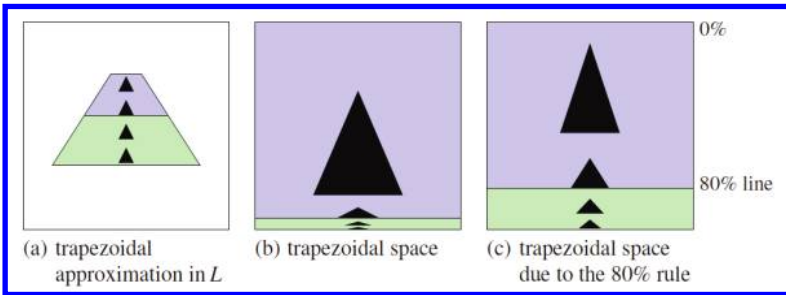 0%
80% line
(a) trapezoidal
approximation in L
(b) trapezoidal space
(c) trapezoidal space
due to the 80% rule